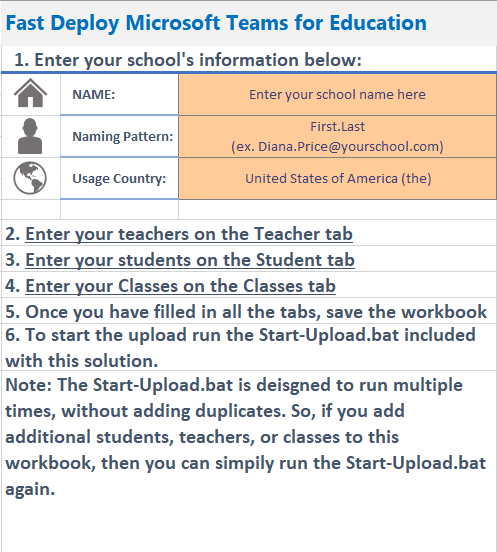 Fast Deploy Microsoft Teams for Education
1. Enter your school's information below:
NAME:
Enter your school name here
Naming Pattern:
First.Last
(ex. Diana.Price@yourschool.com)
Usage Country:
United States of America (the)
2. Enter your teachers on the Teacher tab
3. Enter your students on the Student tab
4. Enter your Classes on the Classes tab
5. Once you have filled in all the tabs, save the workbook
6. To start the upload run the Start-Upload.bat included
with this solution.
Note: The Start-Upload.bat is deisgned to run multiple
times, without adding duplicates. So, if you add
additional students, teachers, or classes to this
workbook, then you can simpily run the Start-Upload.bat
again.